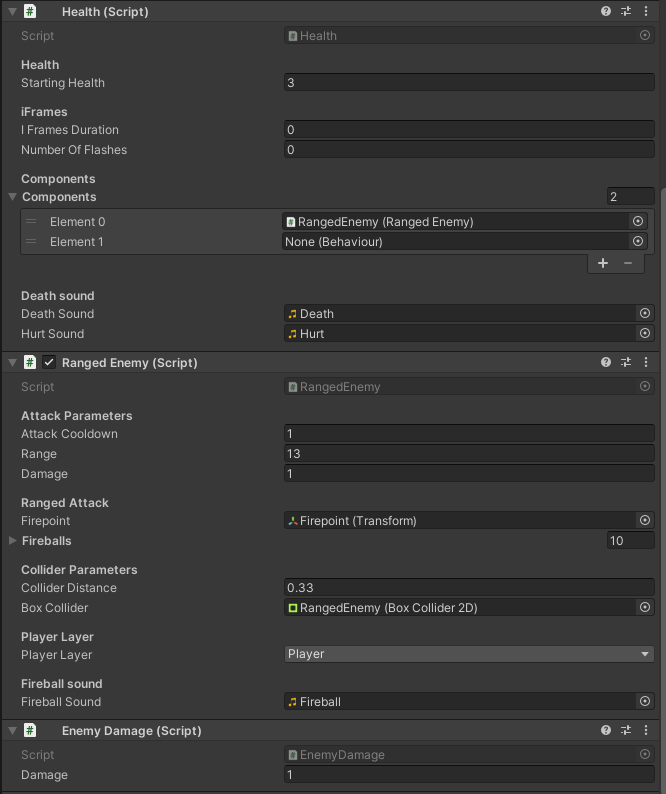 Health (Script)
Script Health
Health
Starting Health 3
iFrames
I Frames Duration 0
Number Of Flashes 0
Components
Components 2
Element 0 RangedEnemy (Ranged Enemy)
Element 1 None (Behaviour)
Death sound
Death Sound Death
Hurt Sound Hurt
Ranged Enemy (Script)
Script RangedEnemy
Attack Parameters
Attack Cooldown 1
Range 13
Damage 1
Ranged Attack
Firepoint Firepoint (Transform)
Fireballs 10
Collider Parameters
Collider Distance 0.33
Box Collider RangedEnemy (Box Collider 2D)
Player Layer
Player Layer Player
Fireball sound
Fireball Sound Fireball
Enemy Damage (Script)
Script EnemyDamage
Damage 1